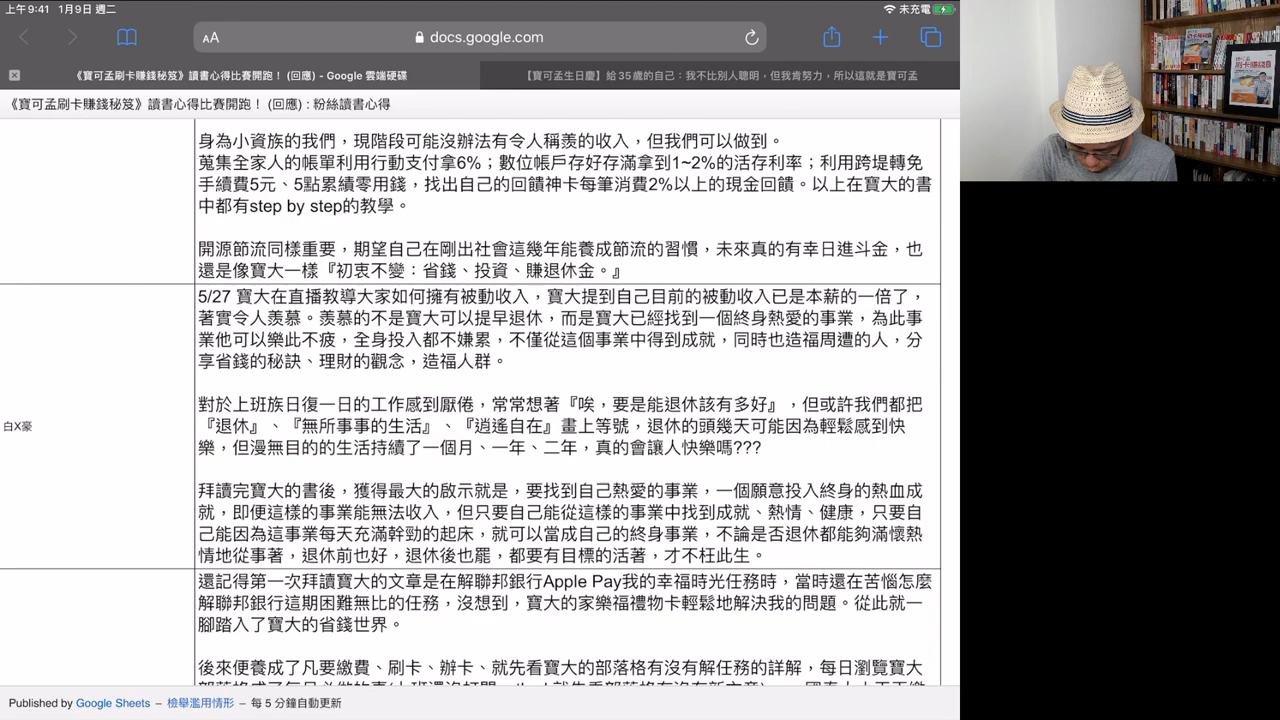 上午9:41 1月9日 週二
未充電
AA
docs.google.com
《寶可孟刷卡賺錢秘笈》讀書心得比賽開跑！ (回應) - Google 雲端硬碟
【寶可孟生日慶】給35歲的自己：我不比別人聰明，但我肯努力，所以這就是寶可孟
《寶可孟刷卡賺錢秘笈》讀書心得比賽開跑！ (回應) : 粉絲讀書心得
身為小資族的我們，現階段可能沒辦法有令人稱羨的收入，但我們可以做到。
蒐集全家人的帳單利用行動支付拿6%；數位帳戶存好存滿拿到1~2%的活存利率；利用跨堤轉免
手續費5元、5點累績零用錢，找出自己的回饋神卡每筆消費2%以上的現金回饋。以上在寶大的書
中都有step by step的教學。
開源節流同樣重要，期望自己在剛出社會這幾年能養成節流的習慣，未來真的有幸日進斗金，也
還是像寶大一樣『初衷不變：省錢、投資、賺退休金。』
5/27 寶大在直播教導大家如何擁有被動收入，寶大提到自己目前的被動收入已是本薪的一倍了，
著實令人羨慕。羨慕的不是寶大可以提早退休，而是寶大已經找到一個終身熱愛的事業，為此事
業他可以樂此不疲，全身投入都不嫌累，不僅從這個事業中得到成就，同時也造福周遭的人，分
享省錢的秘訣、理財的觀念，造福人群。
白X豪
對於上班族日復一日的工作感到厭倦，常常想著『唉，要是能退休該有多好』，但或許我們都把
『退休』、『無所事事的生活』、『逍遙自在』畫上等號，退休的頭幾天可能因為輕鬆感到快
樂，但漫無目的的生活持續了一個月、一年、二年，真的會讓人快樂嗎???
拜讀完寶大的書後，獲得最大的啟示就是，要找到自己熱愛的事業，一個願意投入終身的熱血成
就，即便這樣的事業能無法收入，但只要自己能從這樣的事業中找到成就、熱情、健康，只要自
己能因為這事業每天充滿幹勁的起床，就可以當成自己的終身事業，不論是否退休都能夠滿懷熱
情地從事著，退休前也好，退休後也罷，都要有目標的活著，才不枉此生。
還記得第一次拜讀寶大的文章是在解聯邦銀行Apple Pay我的幸福時光任務時，當時還在苦惱怎麼
解聯邦銀行這期困難無比的任務，沒想到，寶大的家樂福禮物卡輕鬆地解決我的問題。從此就一
腳踏入了寶大的省錢世界。
後來便養成了凡要繳費、刷卡、辦卡、就先看寶大的部落格有沒有解任務的詳解，每日瀏覽寶大
Published by Google Sheets – 檢舉濫用情形 – 每 5 分鐘自動更新